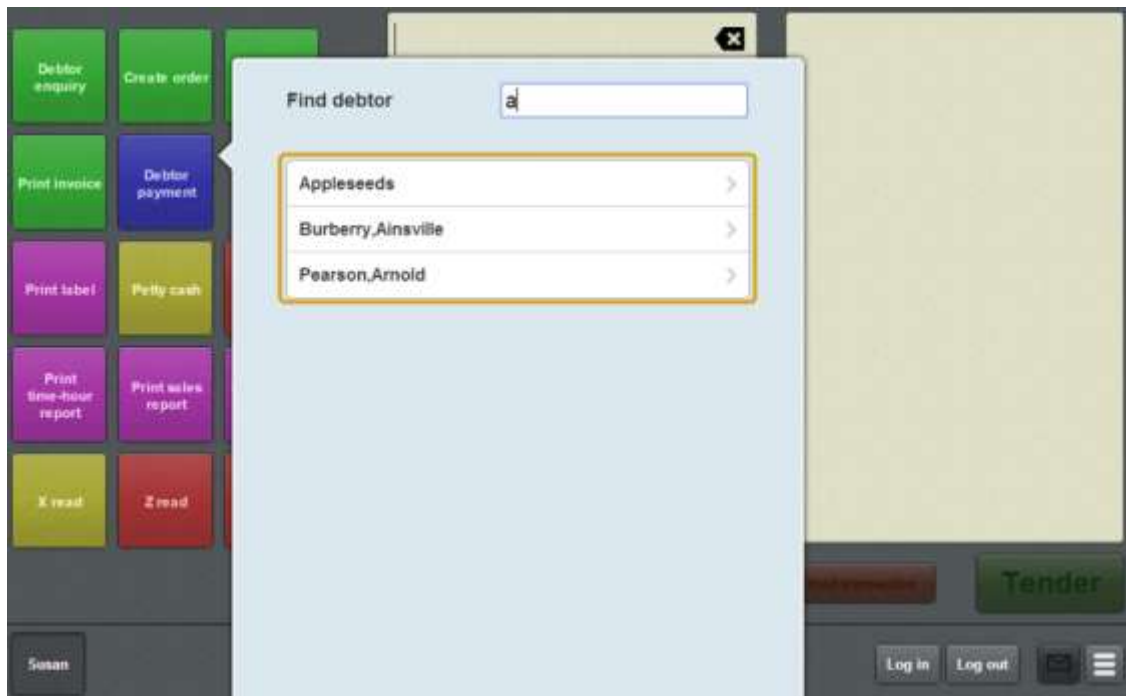 Debtor
enquiry
Create order
Find debtor
a
Print invoice
Debtor
payment
Appleseeds
Burberry,Ainsville
Pearson,Arnold
Print label
Petty cash
Print
time-hour
report
Print sales
report
X read
Z read
Tender
Susan
Log in
Log out